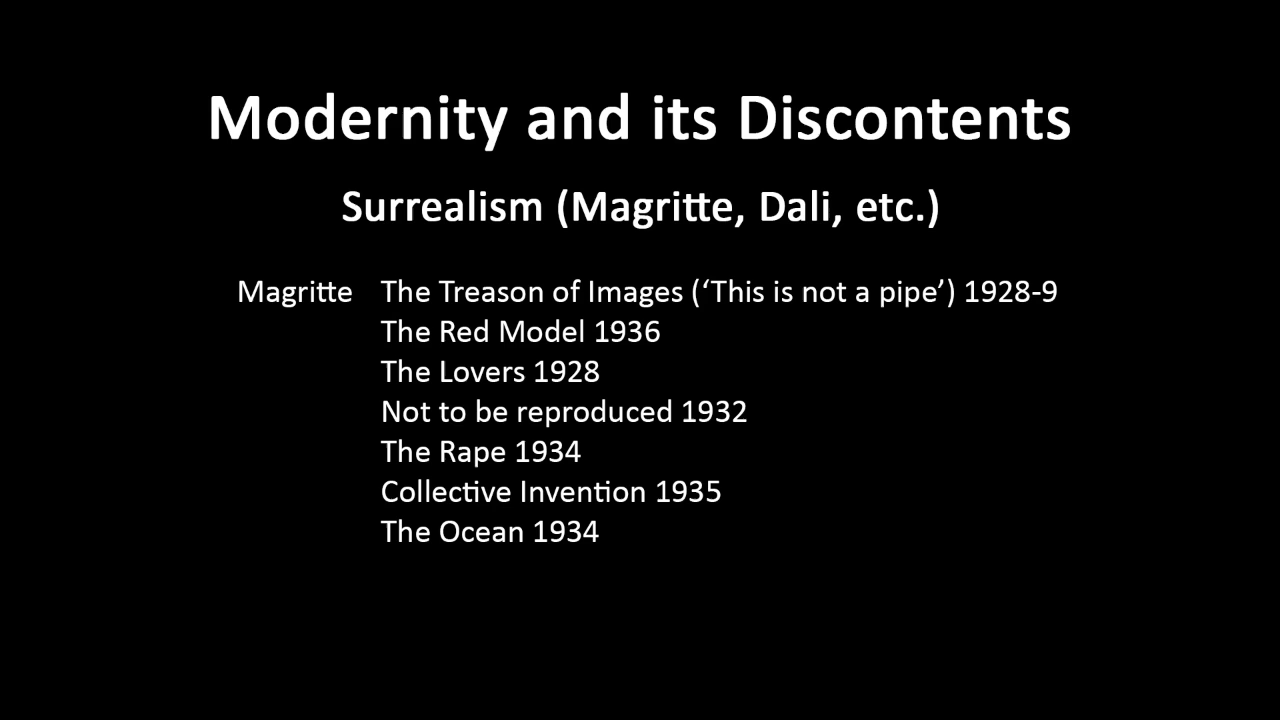 Modernity and its Discontents
Surrealism (Magritte, Dali, etc.)
Magritte The Treason of Images (‘This is not a pipe’) 1928-9
The Red Model 1936
The Lovers 1928
Not to be reproduced 1932
The Rape 1934
Collective Invention 1935
The Ocean 1934